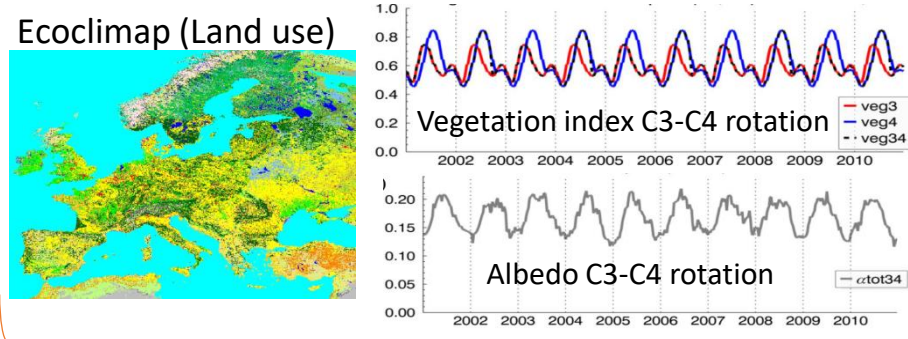 Ecoclimap (Land use)
1.0
0.8
0.6
0.4
0.2
0.0
Vegetation index C3-C4 rotation
veg3
veg4
veg34
2002 2003 2004 2005 2006 2007 2008 2009 2010
0.20
0.15
0.10
0.05
0.00
Albedo C3-C4 rotation
αtot34
2002 2003 2004 2005 2006 2007 2008 2009 2010